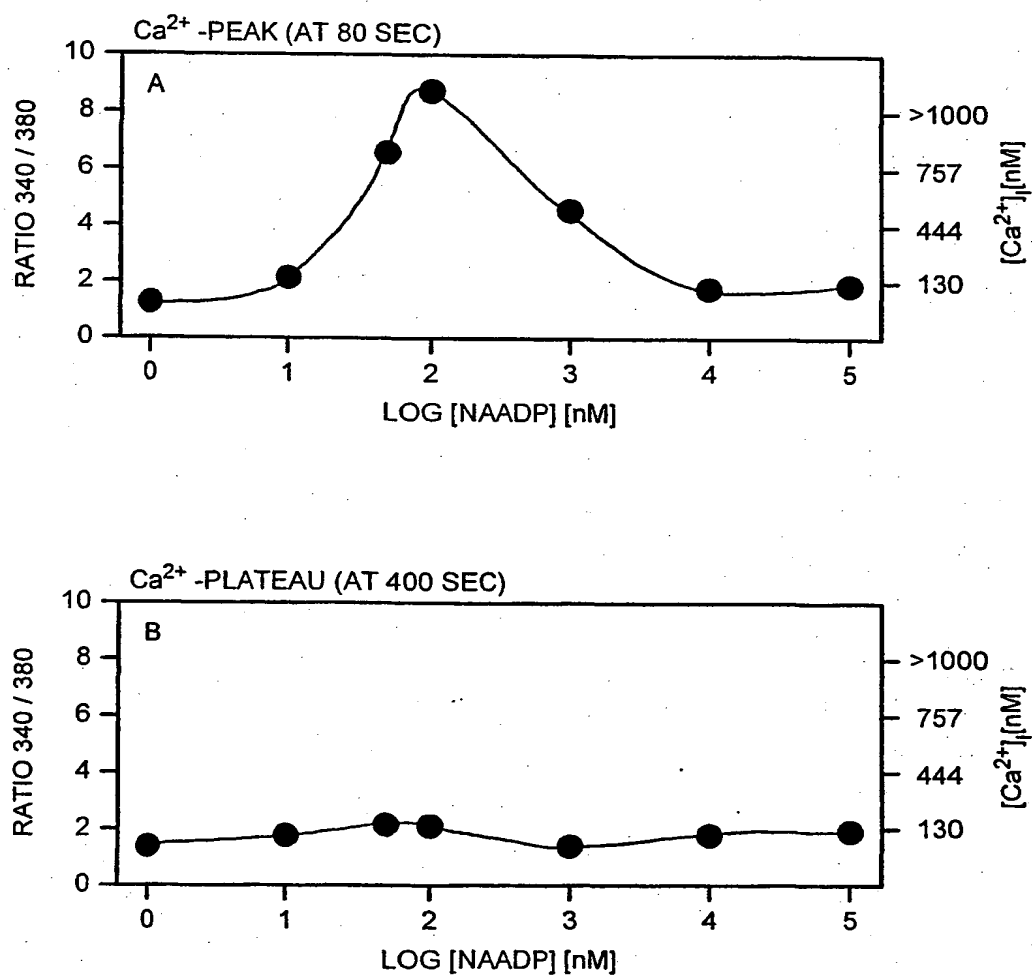 Ca²⁺ -PEAK (AT 80 SEC)
A
RATIO 340 / 380
10
8
6
4
2
0
>1000
757
444
130
[Ca²⁺]ᵢ[nM]
0 1 2 3 4 5
LOG [NAADP] [nM]
Ca²⁺ -PLATEAU (AT 400 SEC)
B
RATIO 340 / 380
10
8
6
4
2
0
>1000
757
444
130
[Ca²⁺]ᵢ[nM]
0 1 2 3 4 5
LOG [NAADP] [nM]